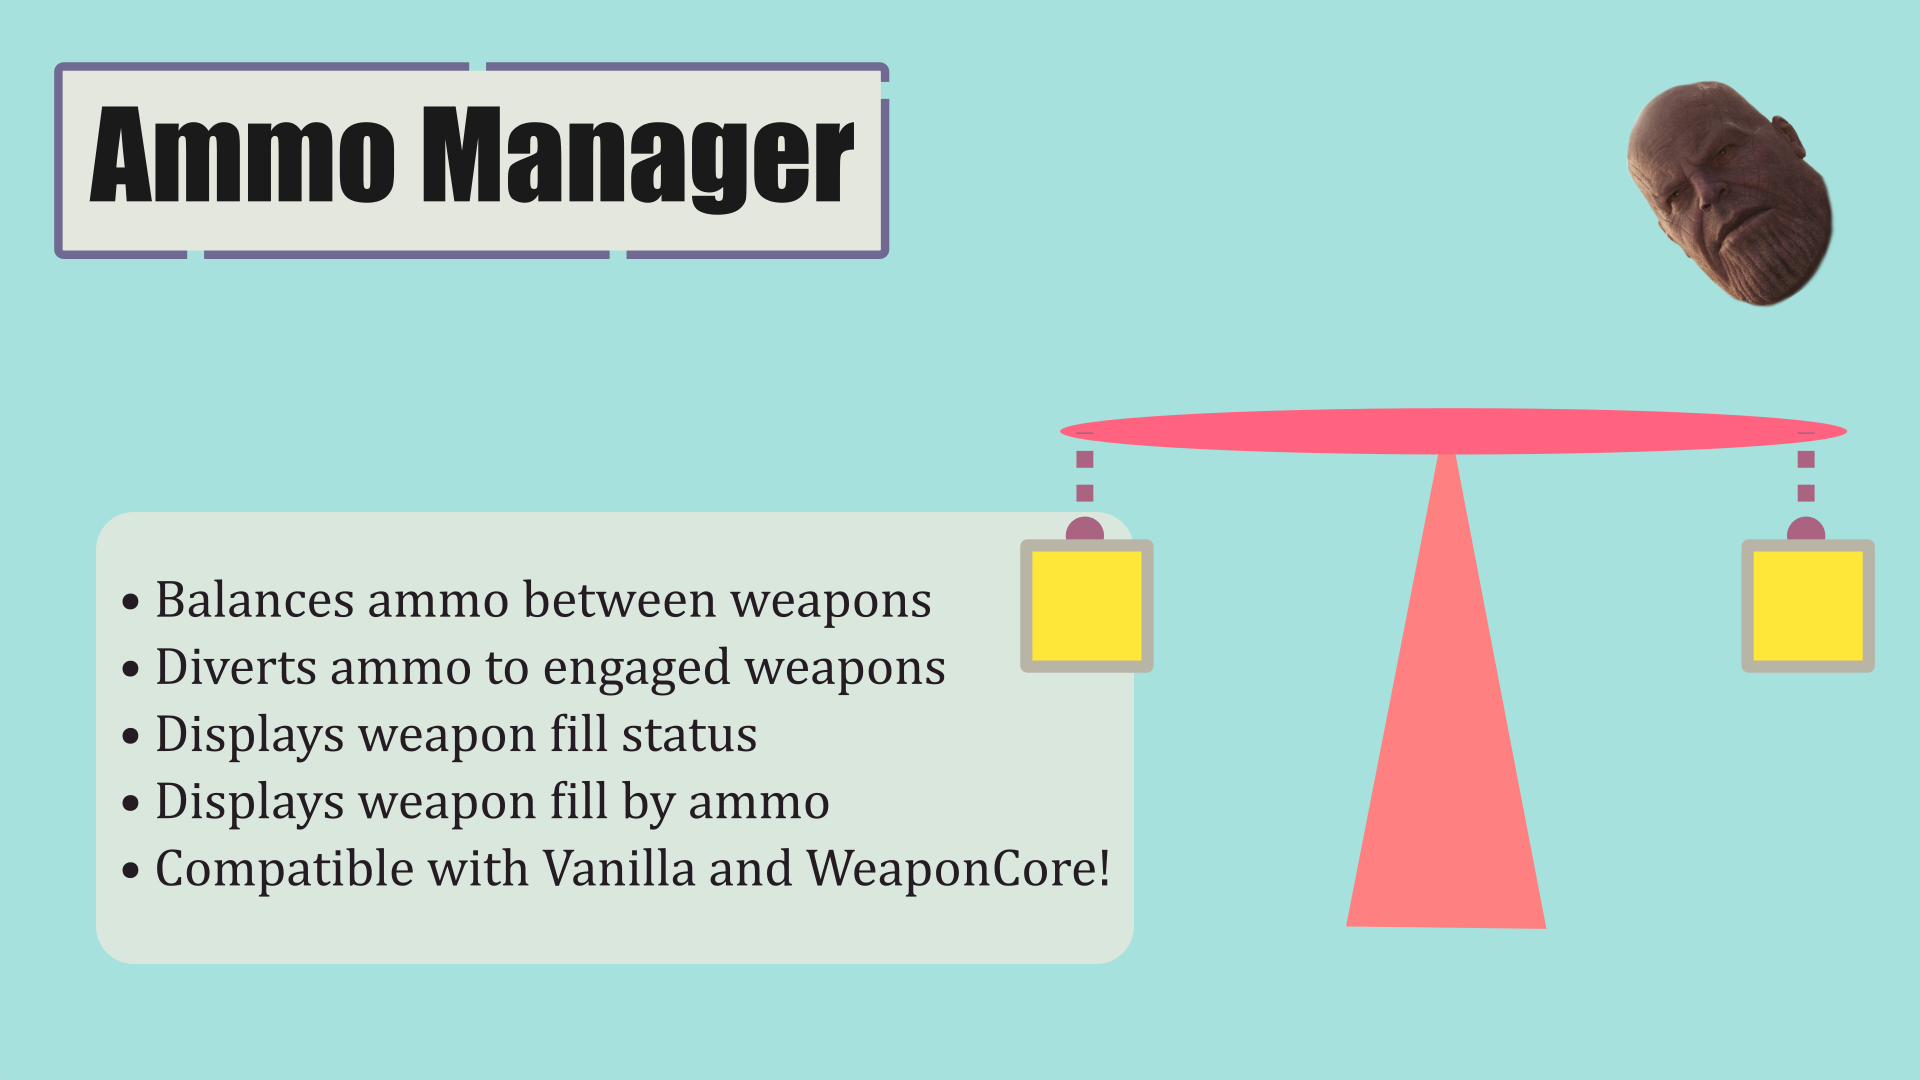 Ammo Manager
• Balances ammo between weapons
• Diverts ammo to engaged weapons
• Displays weapon fill status
• Displays weapon fill by ammo
• Compatible with Vanilla and WeaponCore!